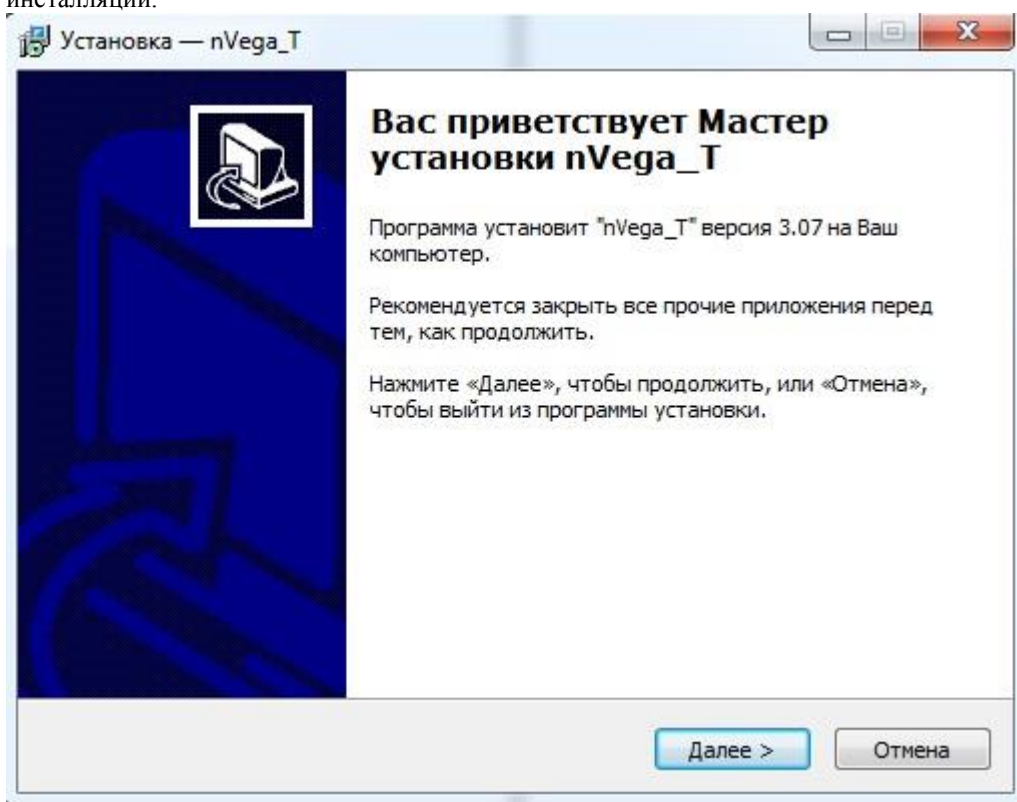 инсталляции.
Установка — nVega_T
Вас приветствует Мастер
установки nVega_T
Программа установит "nVega_T" версия 3.07 на Ваш
компьютер.
Рекомендуется закрыть все прочие приложения перед
тем, как продолжить.
Нажмите «Далее», чтобы продолжить, или «Отмена»,
чтобы выйти из программы установки.
Далее >
Отмена